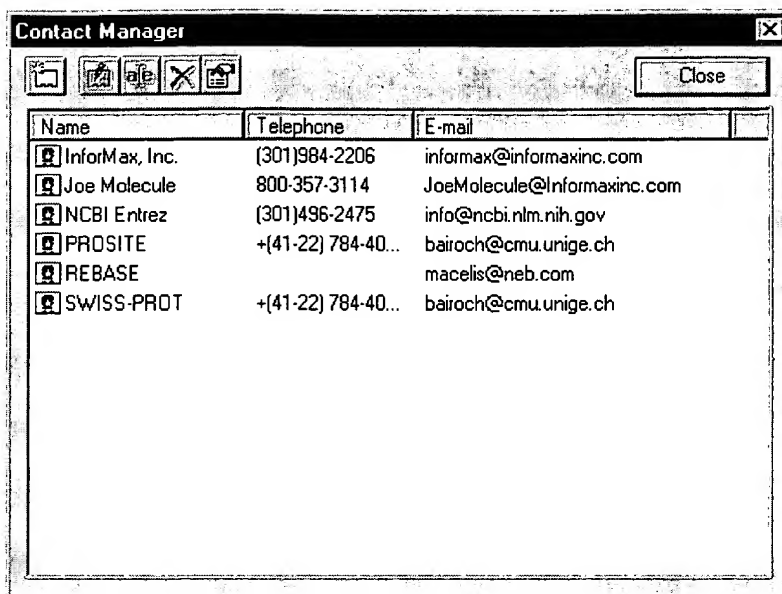 Contact Manager
Close
Name Telephone E-mail
InforMax, Inc. (301)984-2206 informax@informaxinc.com
Joe Molecule 800-357-3114 JoeMolecule@Informaxinc.com
NCBI Entrez (301)496-2475 info@ncbi.nlm.nih.gov
PROSITE +(41-22) 784-40... bairoch@cmu.unige.ch
REBASE macelis@neb.com
SWISS-PROT +(41-22) 784-40... bairoch@cmu.unige.ch